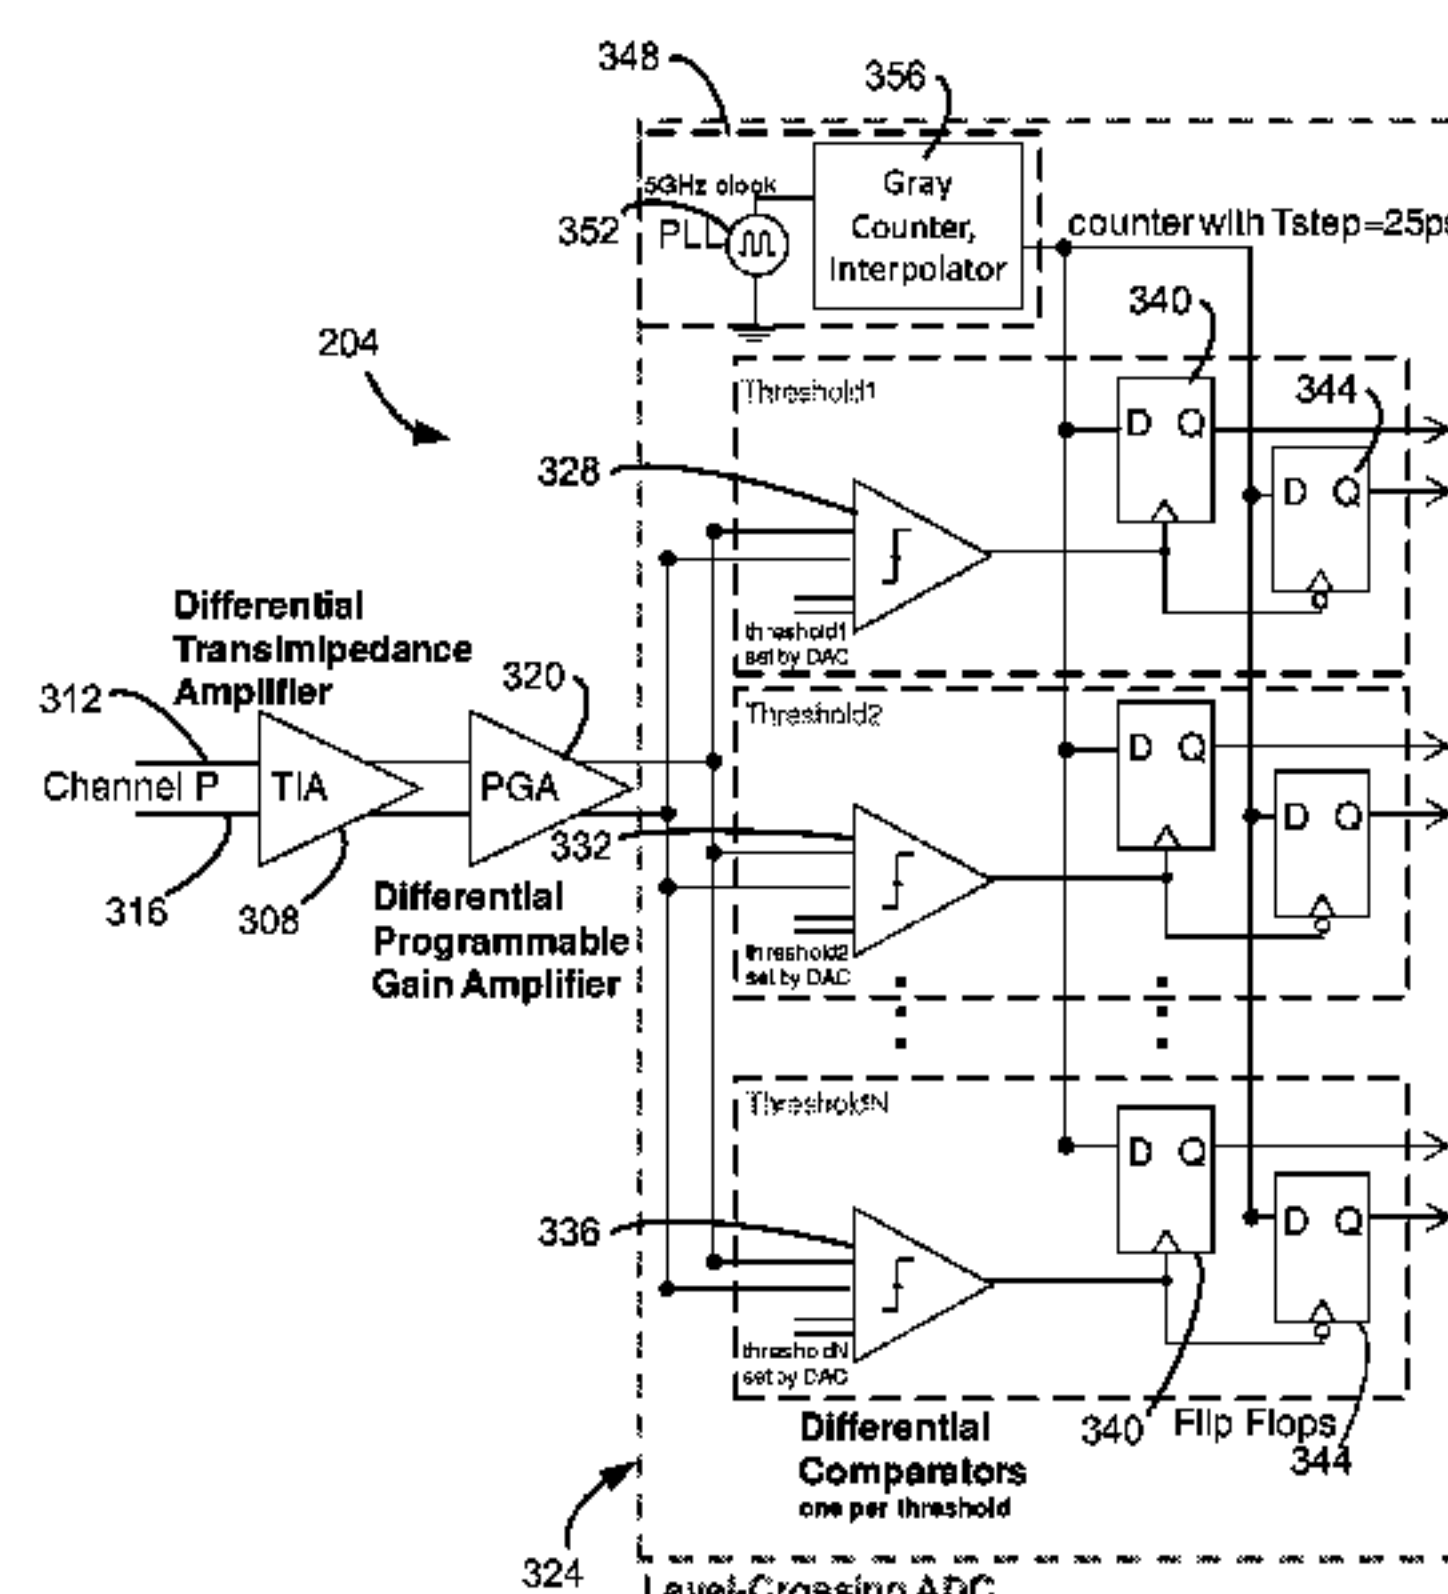 348
356
5GHz clock
352
PLL
Gray
Counter,
Interpolator
counter with Tstep=25ps
340
204
Threshold1
344
D Q
328
D Q
threshold1
set by DAC
Differential
Transimipedance
Amplifier
320
312
Threshold2
D Q
Channel P
TIA
PGA
D Q
332
316
308
Differential
Programmable
Gain Amplifier
threshold2
set by DAC
ThresholdN
D Q
336
D Q
thresholdN
set by DAC
Differential
Comparators
one per threshold
340
Flip Flops
344
324
Level-Crossing ADC